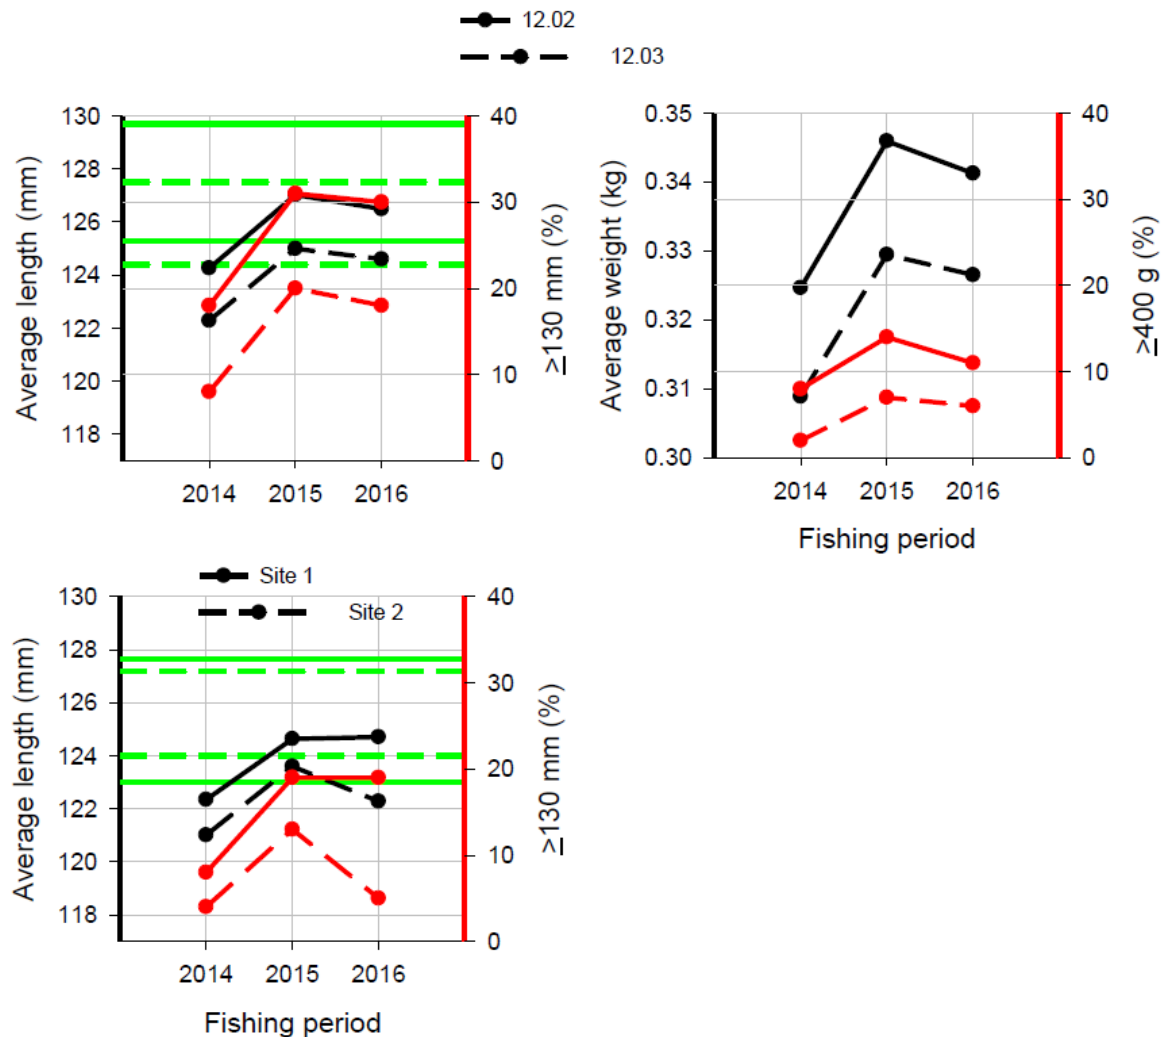 12.02
12.03
Average length (mm)
130
128
126
124
122
120
118
40
30
20
10
0
≥130 mm (%)
2014 2015 2016
Average weight (kg)
0.35
0.34
0.33
0.32
0.31
0.30
40
30
20
10
0
≥400 g (%)
2014 2015 2016
Fishing period
Site 1
Site 2
Average length (mm)
130
128
126
124
122
120
118
40
30
20
10
0
≥130 mm (%)
2014 2015 2016
Fishing period